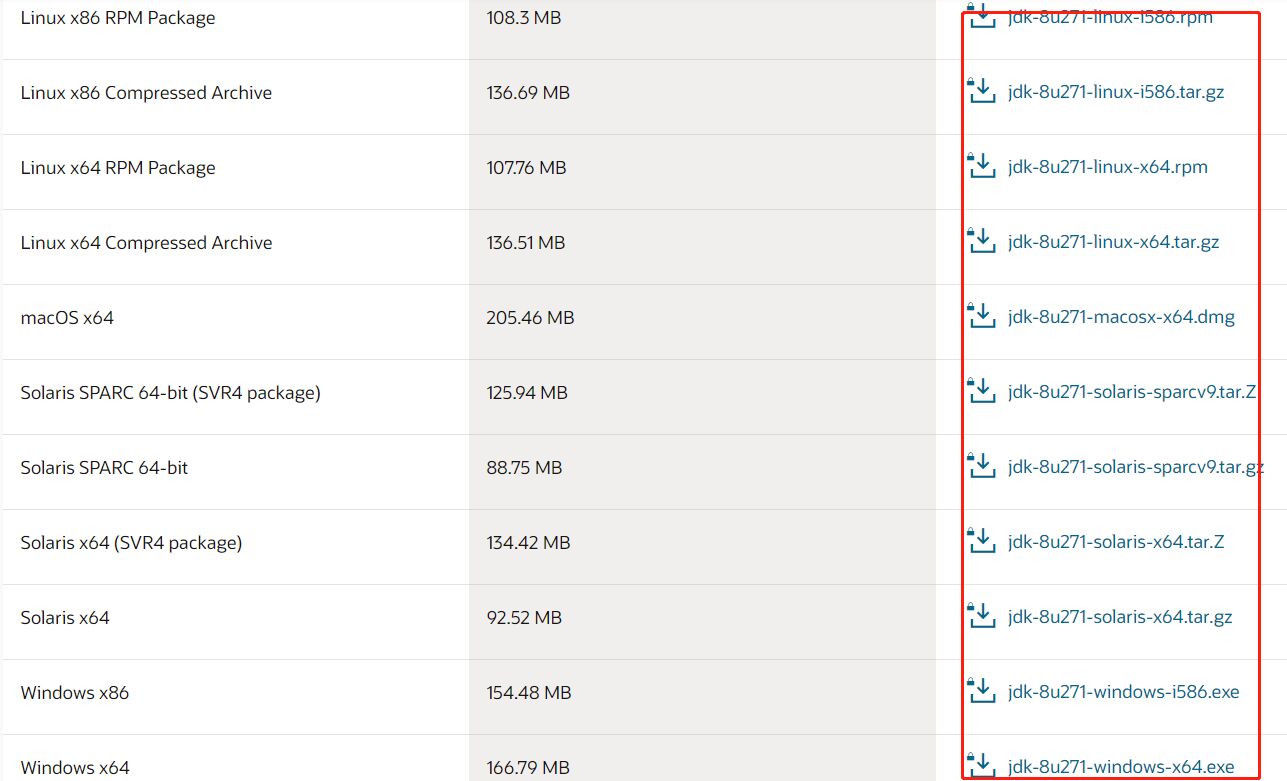 Linux x86 RPM Package 108.3 MB jdk-8u271-linux-i586.rpm
Linux x86 Compressed Archive 136.69 MB jdk-8u271-linux-i586.tar.gz
Linux x64 RPM Package 107.76 MB jdk-8u271-linux-x64.rpm
Linux x64 Compressed Archive 136.51 MB jdk-8u271-linux-x64.tar.gz
macOS x64 205.46 MB jdk-8u271-macosx-x64.dmg
Solaris SPARC 64-bit (SVR4 package) 125.94 MB jdk-8u271-solaris-sparcv9.tar.Z
Solaris SPARC 64-bit 88.75 MB jdk-8u271-solaris-sparcv9.tar.gz
Solaris x64 (SVR4 package) 134.42 MB jdk-8u271-solaris-x64.tar.Z
Solaris x64 92.52 MB jdk-8u271-solaris-x64.tar.gz
Windows x86 154.48 MB jdk-8u271-windows-i586.exe
Windows x64 166.79 MB jdk-8u271-windows-x64.exe